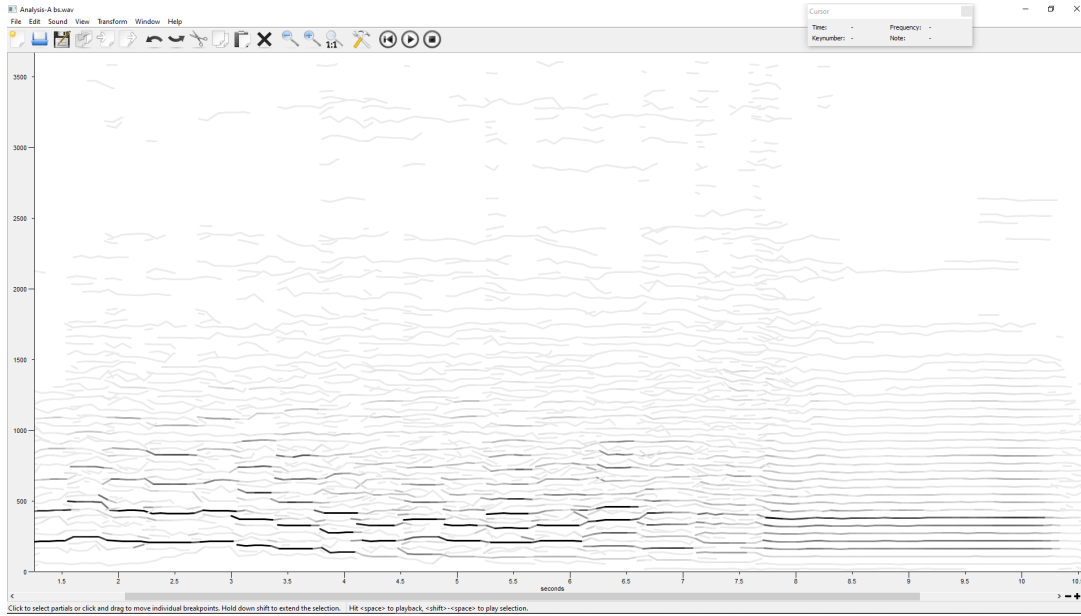 Analysis-A bs.wav
File Edit Sound View Transform Window Help
1:1
Cursor
Time: - Frequency: -
Keynumber: - Note: -
3500
3000
2500
2000
1500
1000
500
0
1.5 2 2.5 3 3.5 4 4.5 5 5.5 6 6.5 7 7.5 8 8.5 9 9.5 10 10.
seconds
Click to select partials or click and drag to move individual breakpoints. Hold down shift to extend the selection. Hit <space> to playback, <shift>-<space> to play selection.